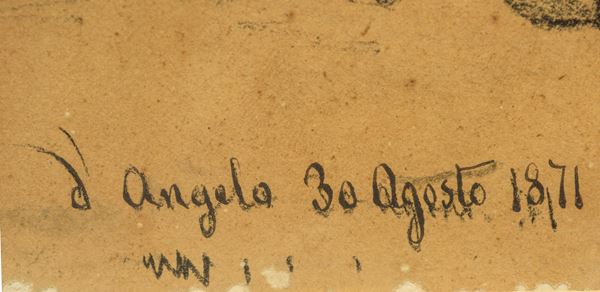 d' Angelo 30 Agosto 1871